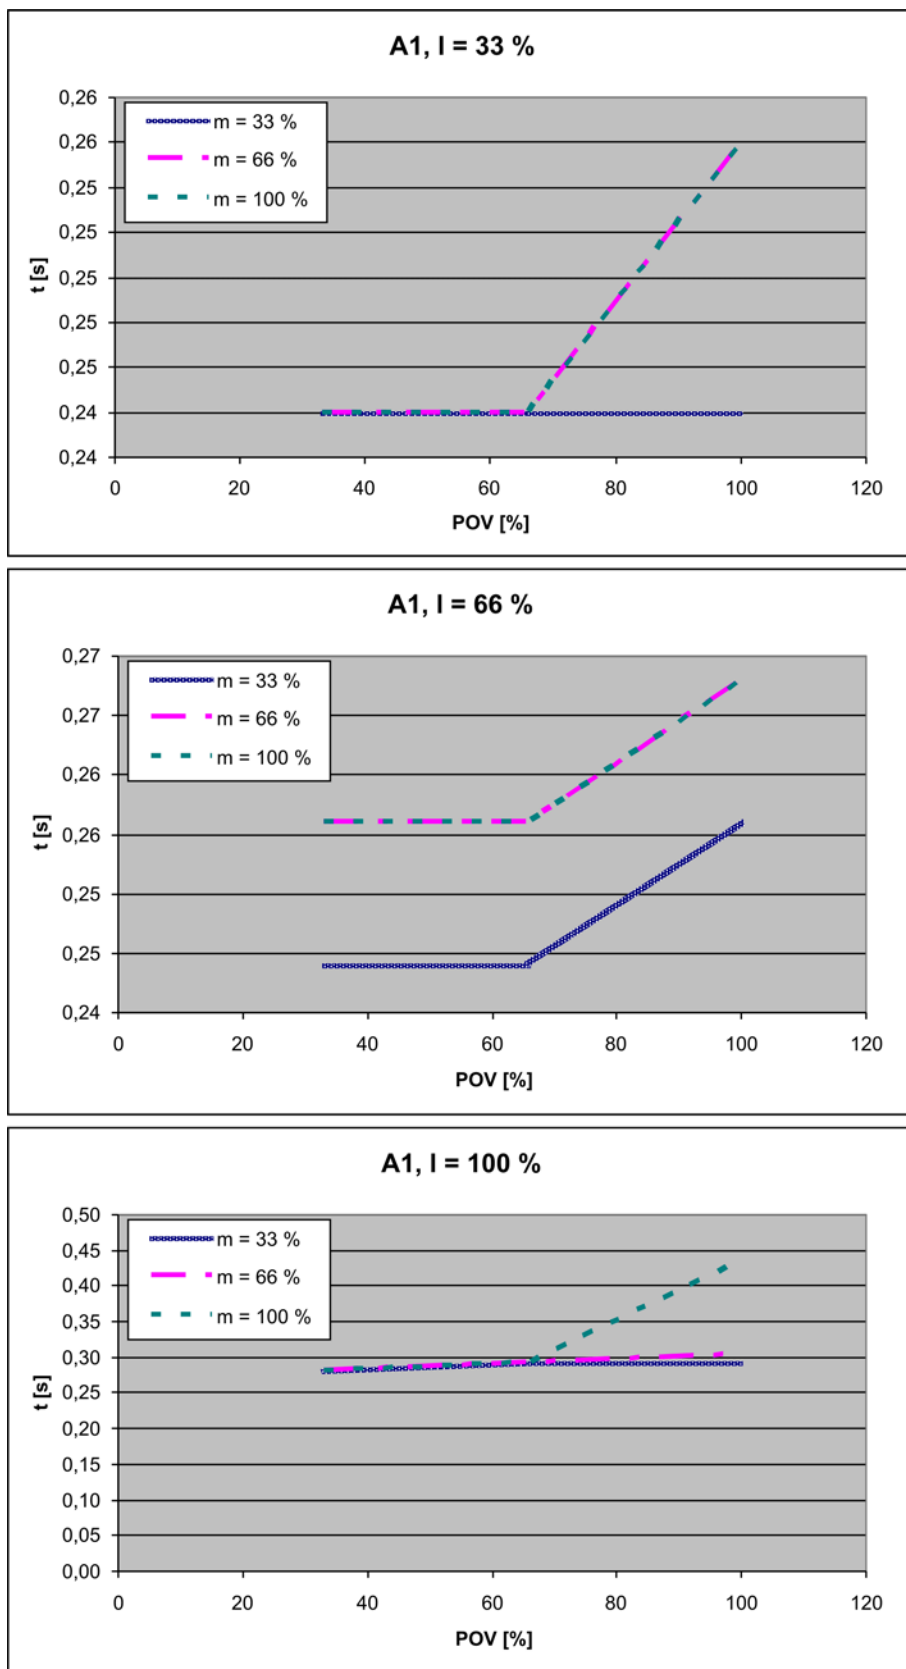 A1, l = 33 %
0,26
0,26
0,25
0,25
0,25
0,25
0,25
0,24
0,24
t [s]
m = 33 %
m = 66 %
m = 100 %
0 20 40 60 80 100 120
POV [%]
A1, l = 66 %
0,27
0,27
0,26
0,26
0,25
0,25
0,24
t [s]
m = 33 %
m = 66 %
m = 100 %
0 20 40 60 80 100 120
POV [%]
A1, l = 100 %
0,50
0,45
0,40
0,35
0,30
0,25
0,20
0,15
0,10
0,05
0,00
t [s]
m = 33 %
m = 66 %
m = 100 %
0 20 40 60 80 100 120
POV [%]